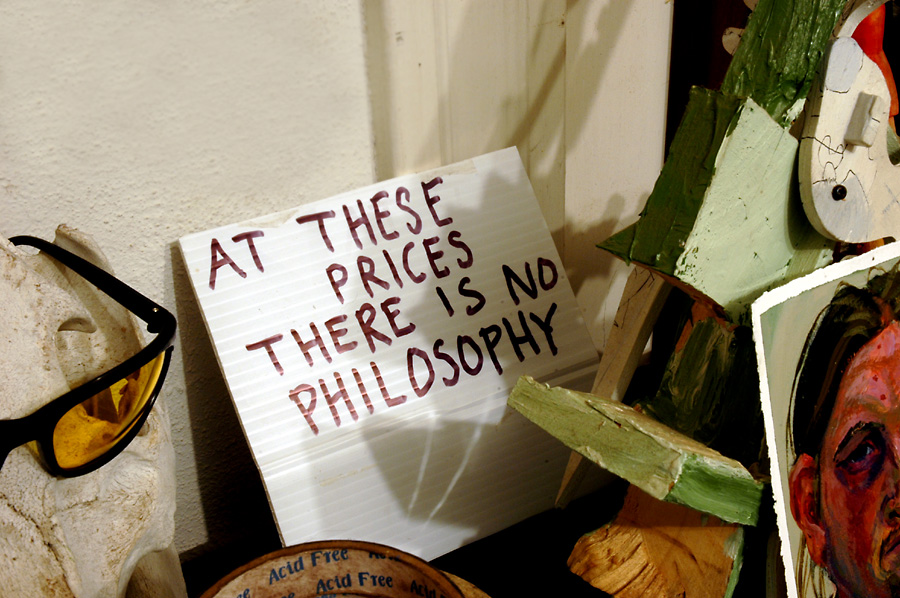 AT THESE
PRICES
THERE IS NO
PHILOSOPHY
Acid Free
Acid Free